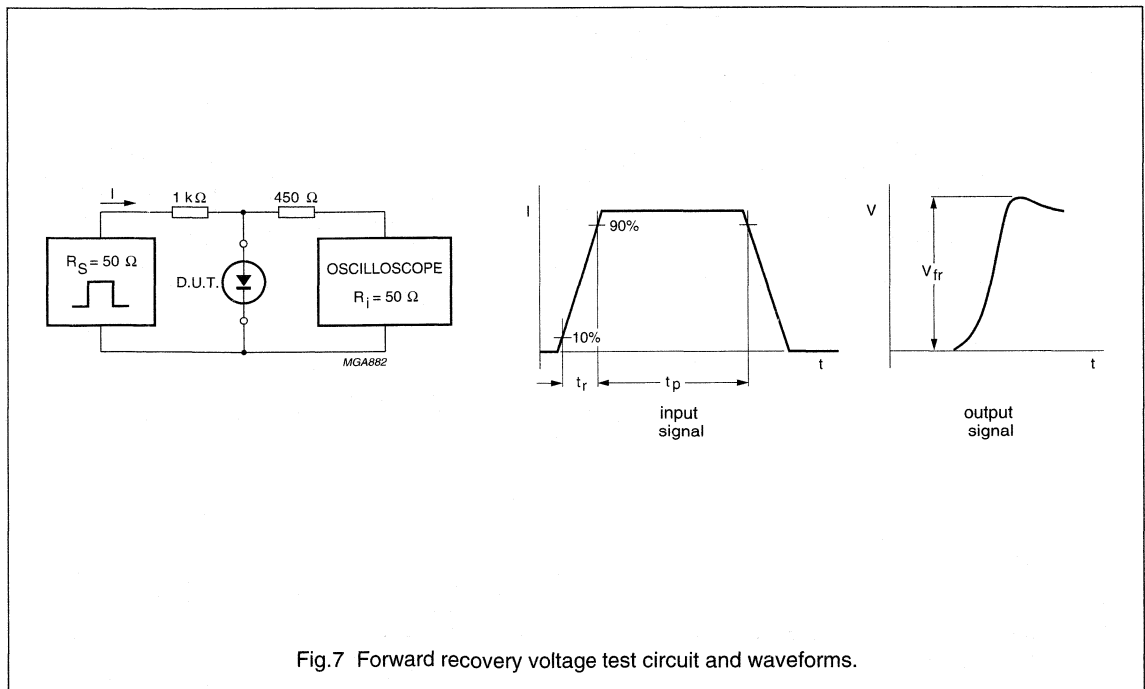 I
1 kΩ
450 Ω
R_S = 50 Ω
D.U.T.
OSCILLOSCOPE
R_i = 50 Ω
MGA882
I
90%
10%
t
t_r
t_p
input
signal
V
V_fr
t
output
signal
Fig.7 Forward recovery voltage test circuit and waveforms.